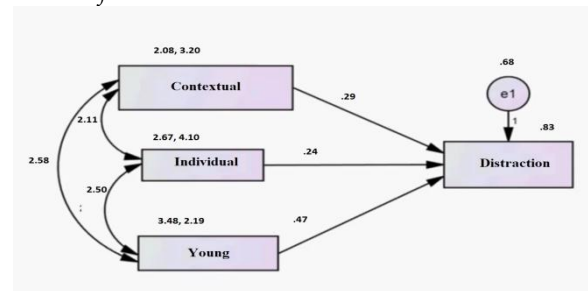 2.08, 3.20
.68
Contextual
e1
.29
1
.83
2.11
2.67, 4.10
2.58
Individual
.24
Distraction
2.50
;
3.48, 2.19
.47
Young